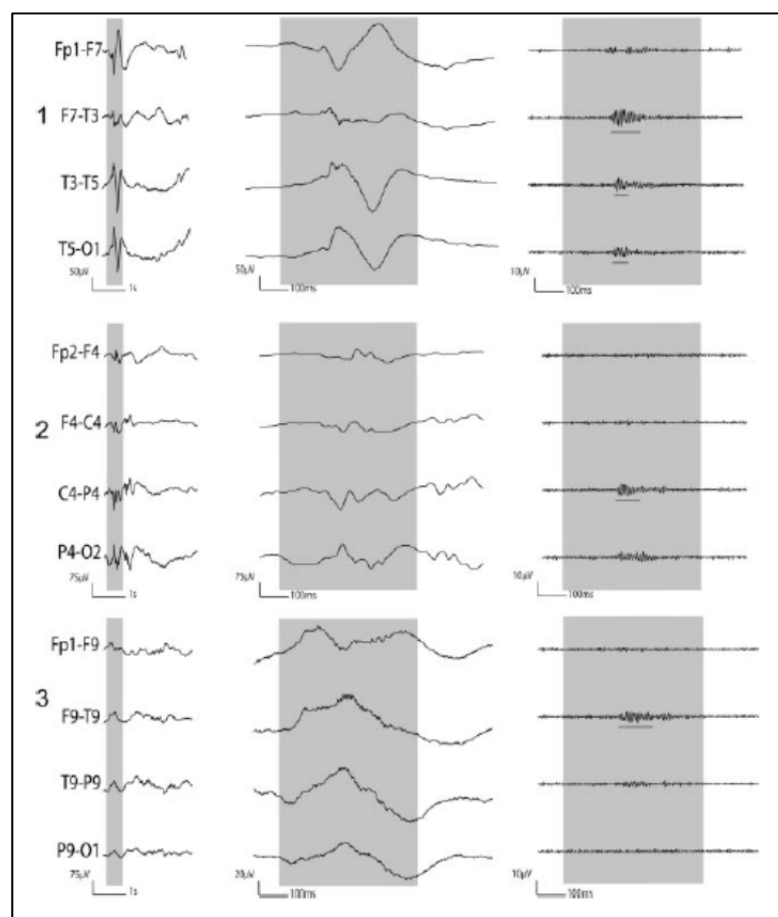 Fp1-F7
1 F7-T3
T3-T5
T5-O1
50µV 1s 50µV 100ms 10µV 100ms
Fp2-F4
2 F4-C4
C4-P4
P4-O2
75µV 1s 75µV 100ms 10µV 100ms
Fp1-F9
3 F9-T9
T9-P9
P9-O1
75µV 1s 20µV 100ms 10µV 100ms